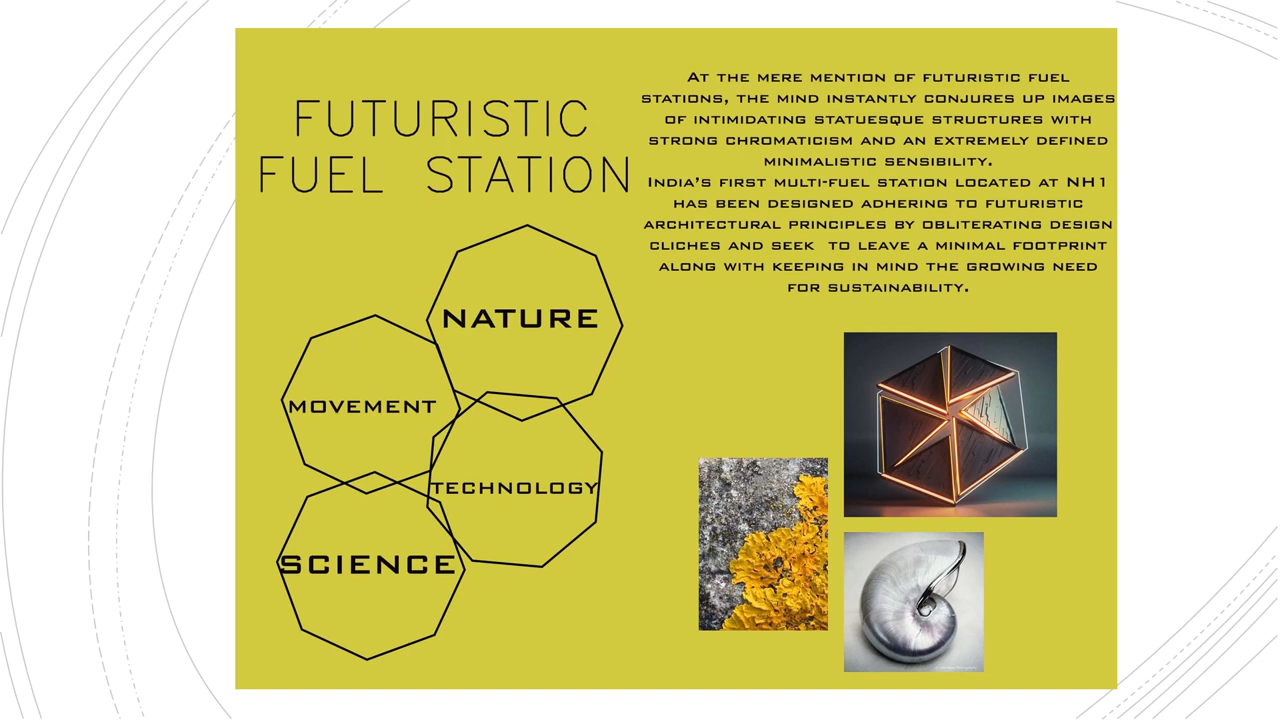 FUTURISTIC
FUEL STATION
AT THE MERE MENTION OF FUTURISTIC FUEL
STATIONS, THE MIND INSTANTLY CONJURES UP IMAGES
OF INTIMIDATING STATUESQUE STRUCTURES WITH
STRONG CHROMATICISM AND AN EXTREMELY DEFINED
MINIMALISTIC SENSIBILITY.
INDIA'S FIRST MULTI-FUEL STATION LOCATED AT NH1
HAS BEEN DESIGNED ADHERING TO FUTURISTIC
ARCHITECTURAL PRINCIPLES BY OBLITERATING DESIGN
CLICHES AND SEEK TO LEAVE A MINIMAL FOOTPRINT
ALONG WITH KEEPING IN MIND THE GROWING NEED
FOR SUSTAINABILITY.
NATURE
MOVEMENT
TECHNOLOGY
SCIENCE